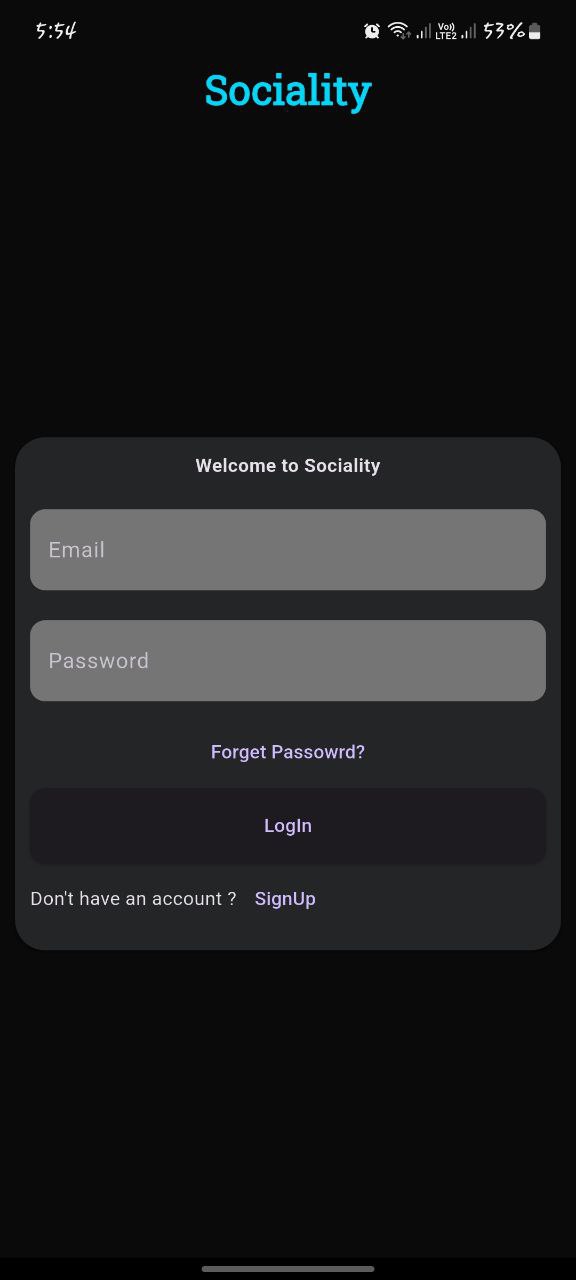 5:54 Vo)) LTE2 53%
Sociality
Welcome to Sociality
Email
Password
Forget Passowrd?
LogIn
Don't have an account ? SignUp